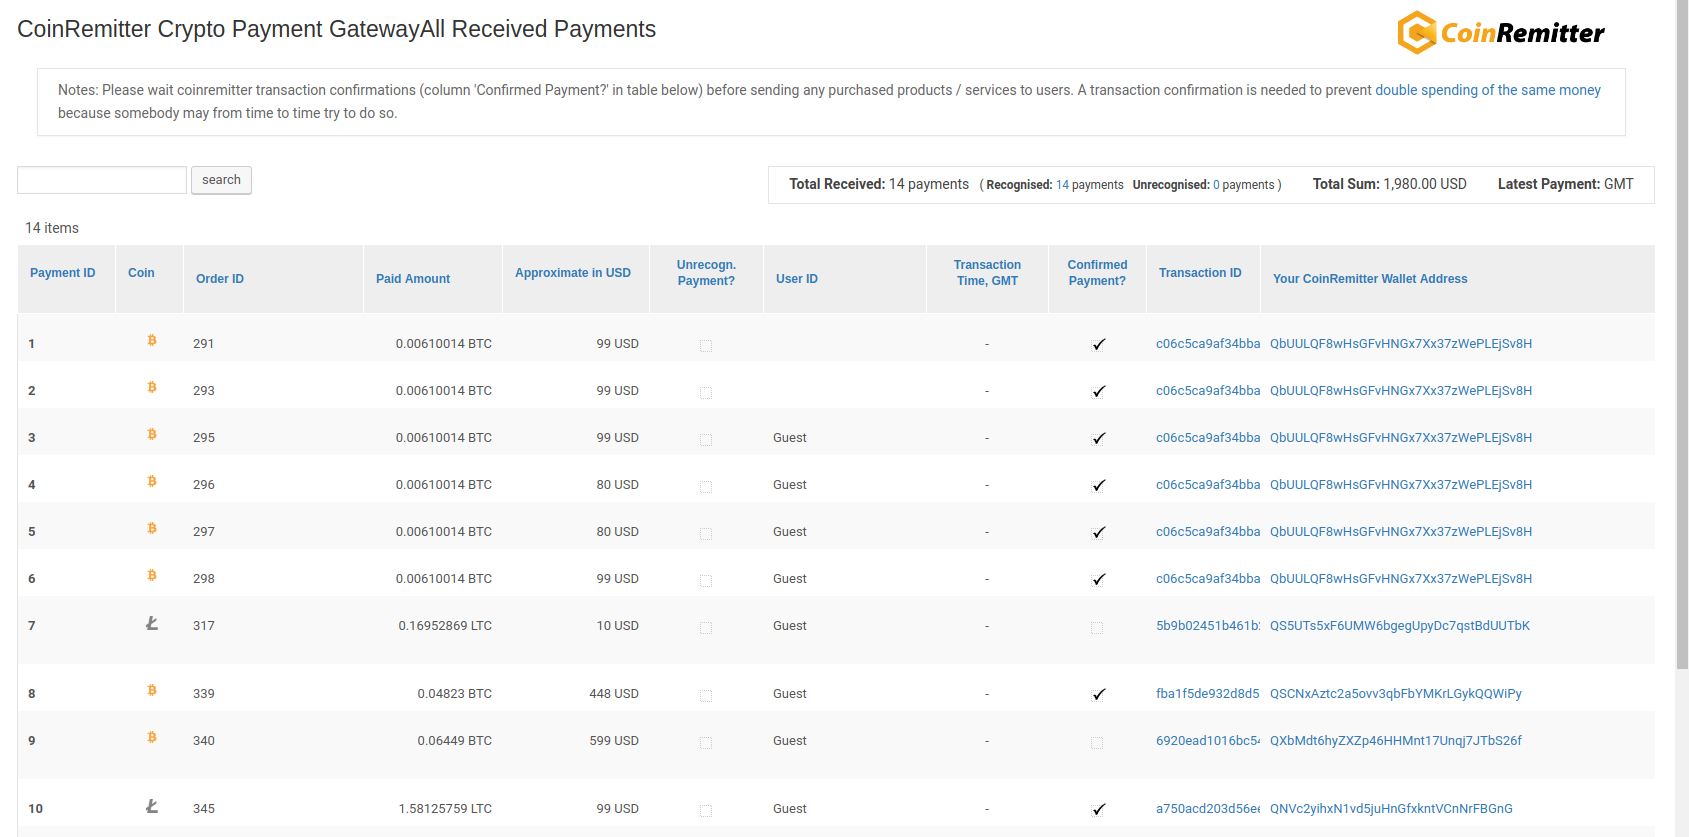 CoinRemitter Crypto Payment GatewayAll Received Payments
CoinRemitter
Notes: Please wait coinremitter transaction confirmations (column 'Confirmed Payment?' in table below) before sending any purchased products / services to users. A transaction confirmation is needed to prevent double spending of the same money
because somebody may from time to time try to do so.
search
Total Received: 14 payments ( Recognised: 14 payments Unrecognised: 0 payments ) Total Sum: 1,980.00 USD Latest Payment: GMT
14 items
Payment ID Coin Order ID Paid Amount Approximate in USD Unrecogn. Payment? User ID Transaction Time, GMT Confirmed Payment? Transaction ID Your CoinRemitter Wallet Address
1 291 0.00610014 BTC 99 USD - c06c5ca9af34bba QbUULQF8wHsGFvHNGx7Xx37zWePLEjSv8H
2 293 0.00610014 BTC 99 USD - c06c5ca9af34bba QbUULQF8wHsGFvHNGx7Xx37zWePLEjSv8H
3 295 0.00610014 BTC 99 USD Guest - c06c5ca9af34bba QbUULQF8wHsGFvHNGx7Xx37zWePLEjSv8H
4 296 0.00610014 BTC 80 USD Guest - c06c5ca9af34bba QbUULQF8wHsGFvHNGx7Xx37zWePLEjSv8H
5 297 0.00610014 BTC 80 USD Guest - c06c5ca9af34bba QbUULQF8wHsGFvHNGx7Xx37zWePLEjSv8H
6 298 0.00610014 BTC 99 USD Guest - c06c5ca9af34bba QbUULQF8wHsGFvHNGx7Xx37zWePLEjSv8H
7 317 0.16952869 LTC 10 USD Guest - 5b9b02451b461b: QS5UTs5xF6UMW6bgegUpyDc7qstBdUUTbK
8 339 0.04823 BTC 448 USD Guest - fba1f5de932d8d5 QSCNxAztc2a5ovv3qbFbYMKrLGykQQWiPy
9 340 0.06449 BTC 599 USD Guest - 6920ead1016bc54 QXbMdt6hyZXZp46HHMnt17Unqj7JTbS26f
10 345 1.58125759 LTC 99 USD Guest - a750acd203d56ee QNVc2yihxN1vd5juHnGfxkntVCnNrFBGnG